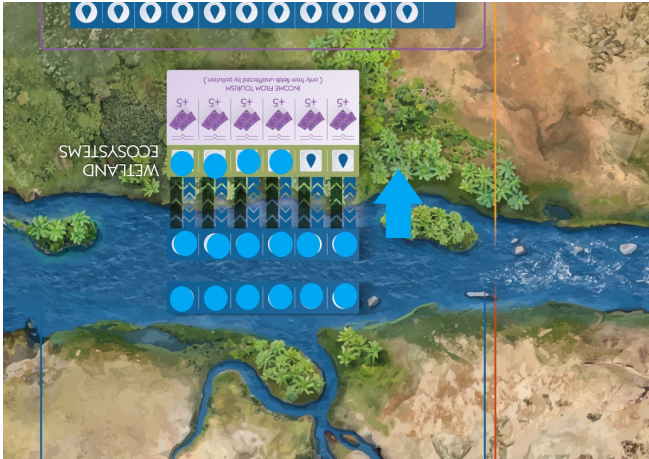 WETLAND
ECOSYSTEMS
+5 +5 +5 +5 +5 +5
INCOME FROM TOURISM
( only from fields unaffected by pollution )